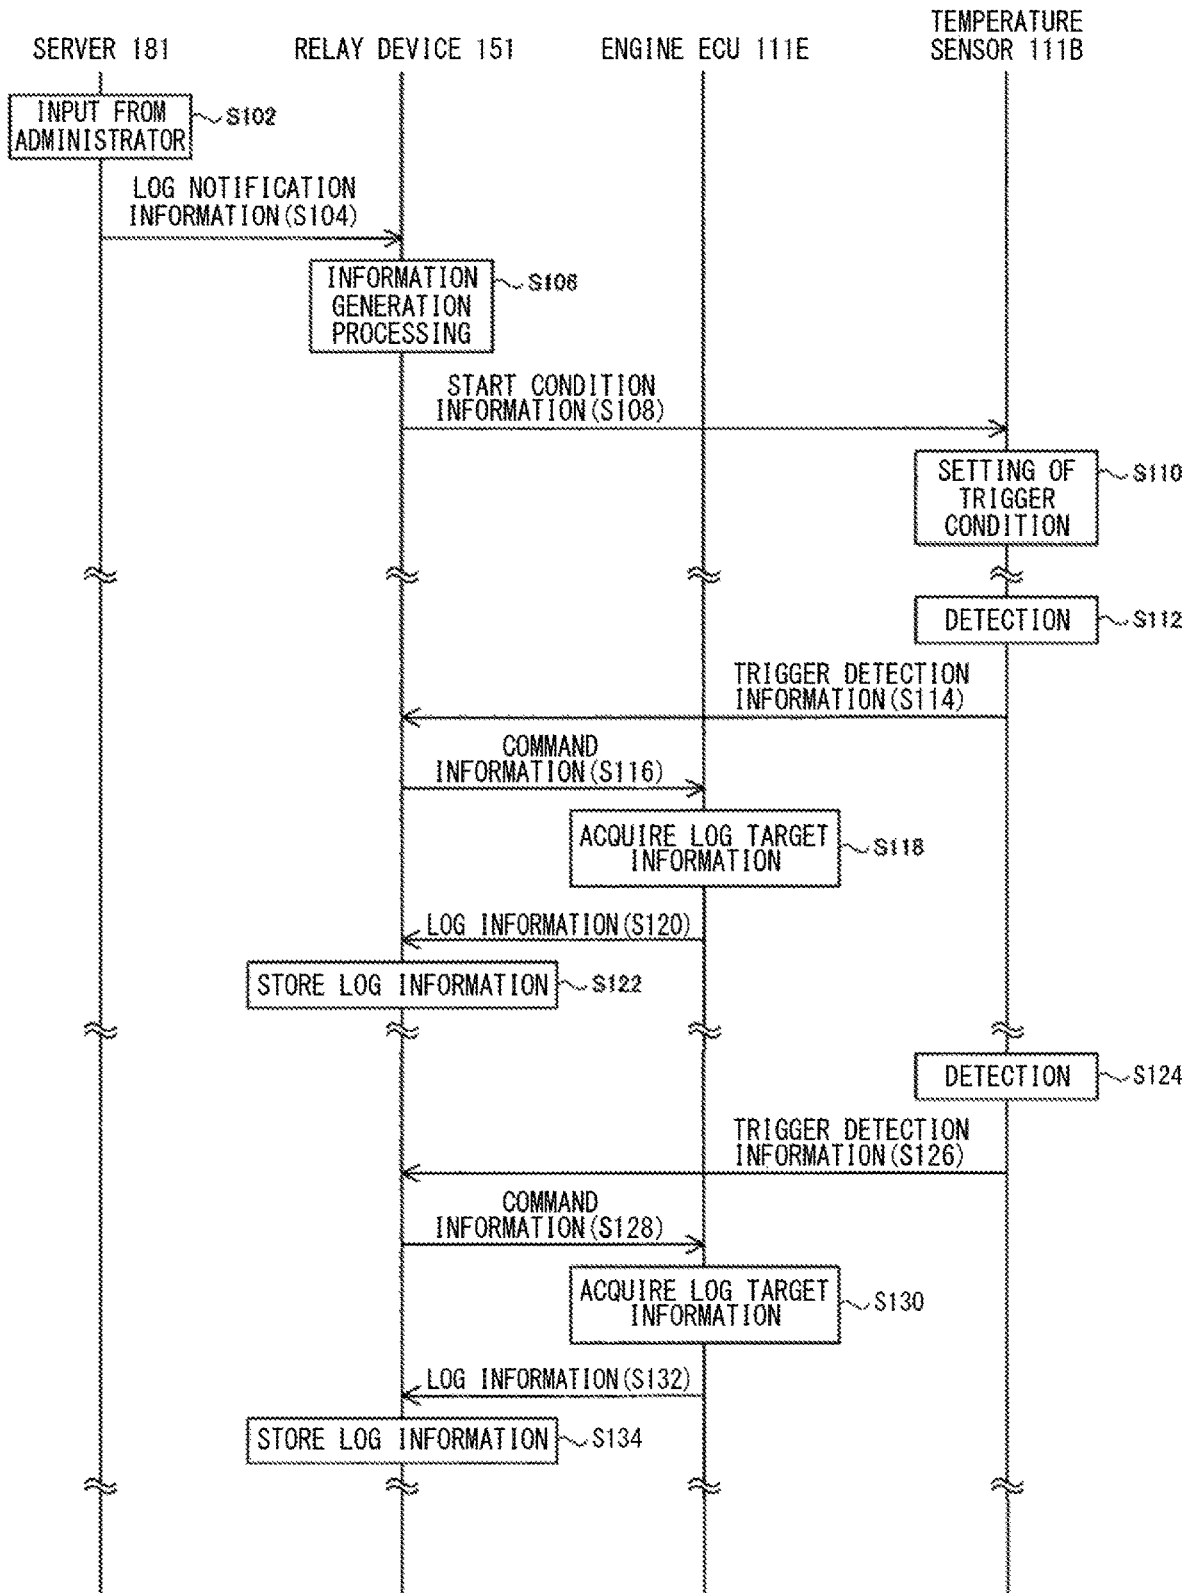 SERVER 181
RELAY DEVICE 151
ENGINE ECU 111E
TEMPERATURE
SENSOR 111B
INPUT FROM
ADMINISTRATOR
S102
LOG NOTIFICATION
INFORMATION(S104)
INFORMATION
GENERATION
PROCESSING
S106
START CONDITION
INFORMATION(S108)
SETTING OF
TRIGGER
CONDITION
S110
DETECTION
S112
TRIGGER DETECTION
INFORMATION(S114)
COMMAND
INFORMATION(S116)
ACQUIRE LOG TARGET
INFORMATION
S118
LOG INFORMATION(S120)
STORE LOG INFORMATION
S122
DETECTION
S124
TRIGGER DETECTION
INFORMATION(S126)
COMMAND
INFORMATION(S128)
ACQUIRE LOG TARGET
INFORMATION
S130
LOG INFORMATION(S132)
STORE LOG INFORMATION
S134